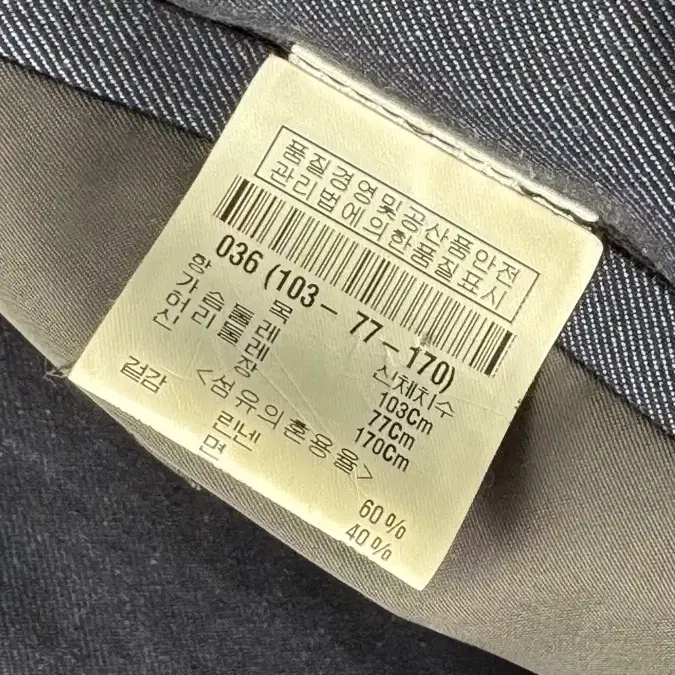 품질경영및공산품안전
관리법에의한품질표시
036 (103-77-170)
항목 신체치수
가슴둘레 103Cm
허리둘레 77Cm
신장 170Cm
<섬유의혼용율>
겉감 린넨 60%
면 40%